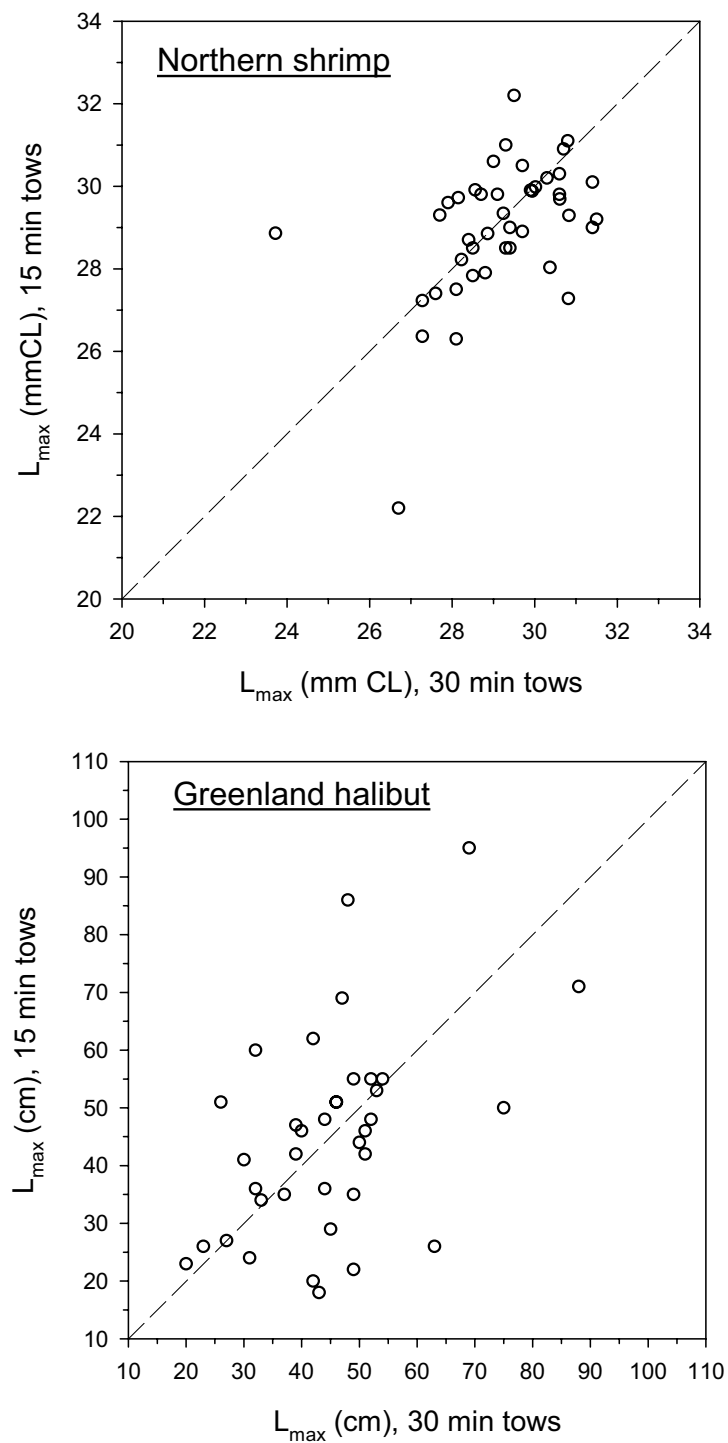 Northern shrimp
34
32
30
28
26
24
22
20
20 22 24 26 28 30 32 34
L_max (mmCL), 15 min tows
L_max (mm CL), 30 min tows
Greenland halibut
110
100
90
80
70
60
50
40
30
20
10
10 20 30 40 50 60 70 80 90 100 110
L_max (cm), 15 min tows
L_max (cm), 30 min tows